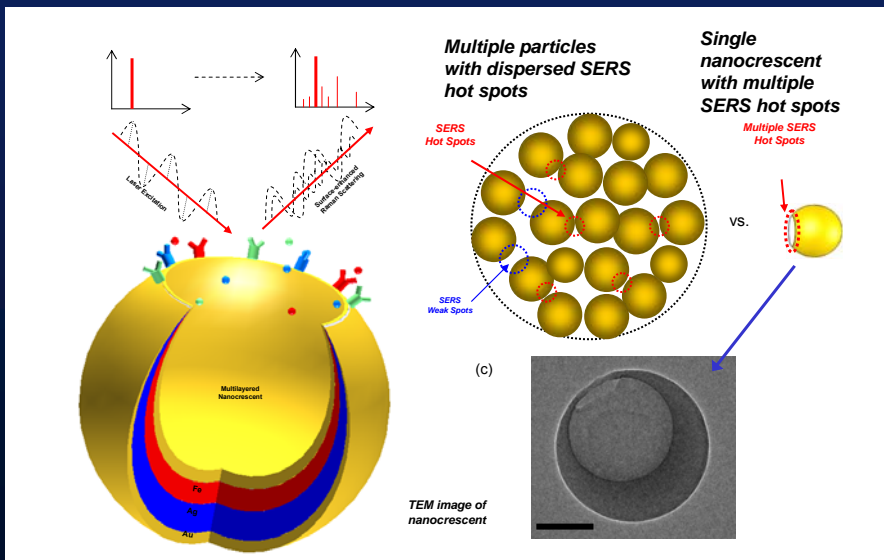 Multiple particles
with dispersed SERS
hot spots
Single
nanocrescent
with multiple
SERS hot spots
SERS
Hot Spots
Multiple SERS
Hot Spots
Laser Excitation
Surface-enhanced
Raman Scattering
vs.
SERS
Weak Spots
(c)
Multilayered
Nanocrescent
Fe
Ag
Au
TEM image of
nanocrescent